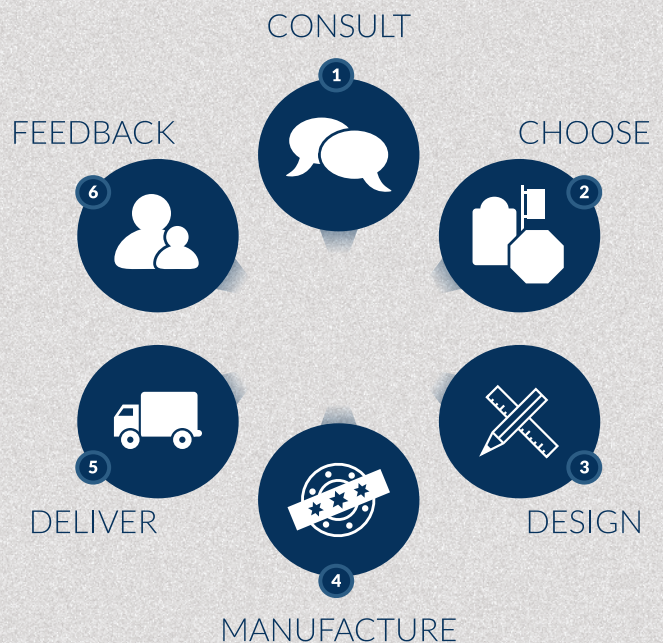 CONSULT
1
CHOOSE
2
3
DESIGN
4
MANUFACTURE
5
DELIVER
FEEDBACK
6